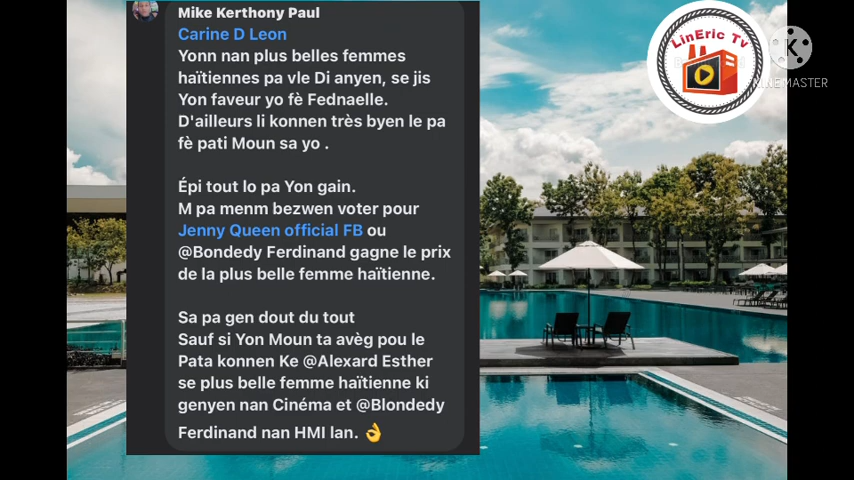 Mike Kerthony Paul
Carine D Leon
Yonn nan plus belles femmes
haïtiennes pa vle Di anyen, se jis
Yon faveur yo fè Fednaelle.
D'ailleurs li konnen très byen le pa
fè pati Moun sa yo .
Épi tout lo pa Yon gain.
M pa menm bezwen voter pour
Jenny Queen official FB ou
@Bondedy Ferdinand gagne le prix
de la plus belle femme haïtienne.
Sa pa gen dout du tout
Sauf si Yon Moun ta avèg pou le
Pata konnen Ke @Alexard Esther
se plus belle femme haïtienne ki
genyen nan Cinéma et @Blondedy
Ferdinand nan HMI lan. 👌
LinEric Tv
K
KINEMASTER